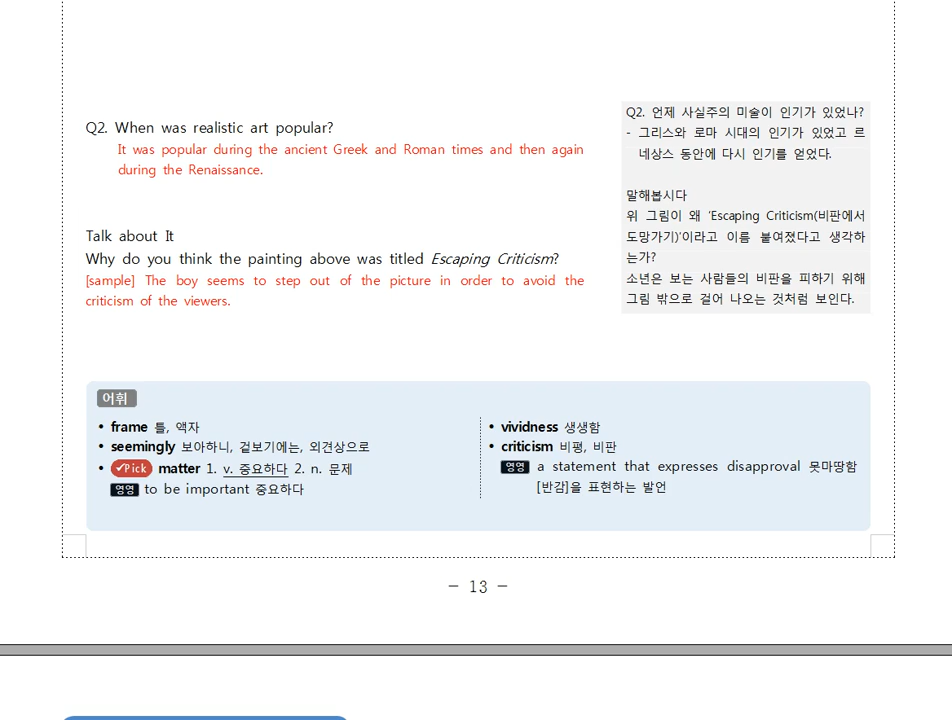 Q2. When was realistic art popular?
It was popular during the ancient Greek and Roman times and then again
during the Renaissance.
Talk about It
Why do you think the painting above was titled Escaping Criticism?
[sample] The boy seems to step out of the picture in order to avoid the
criticism of the viewers.
Q2. 언제 사실주의 미술이 인기가 있었나?
- 그리스와 로마 시대의 인기가 있었고 르
네상스 동안에 다시 인기를 얻었다.
말해봅시다
위 그림이 왜 ‘Escaping Criticism(비판에서
도망가기)’이라고 이름 붙여졌다고 생각하
는가?
소년은 보는 사람들의 비판을 피하기 위해
그림 밖으로 걸어 나오는 것처럼 보인다.
어휘
• frame 틀, 액자
• seemingly 보아하니, 겉보기에는, 외견상으로
• ✓Pick matter 1. v. 중요하다 2. n. 문제
영영 to be important 중요하다
• vividness 생생함
• criticism 비평, 비판
영영 a statement that expresses disapproval 못마땅함
[반감]을 표현하는 발언
- 13 -